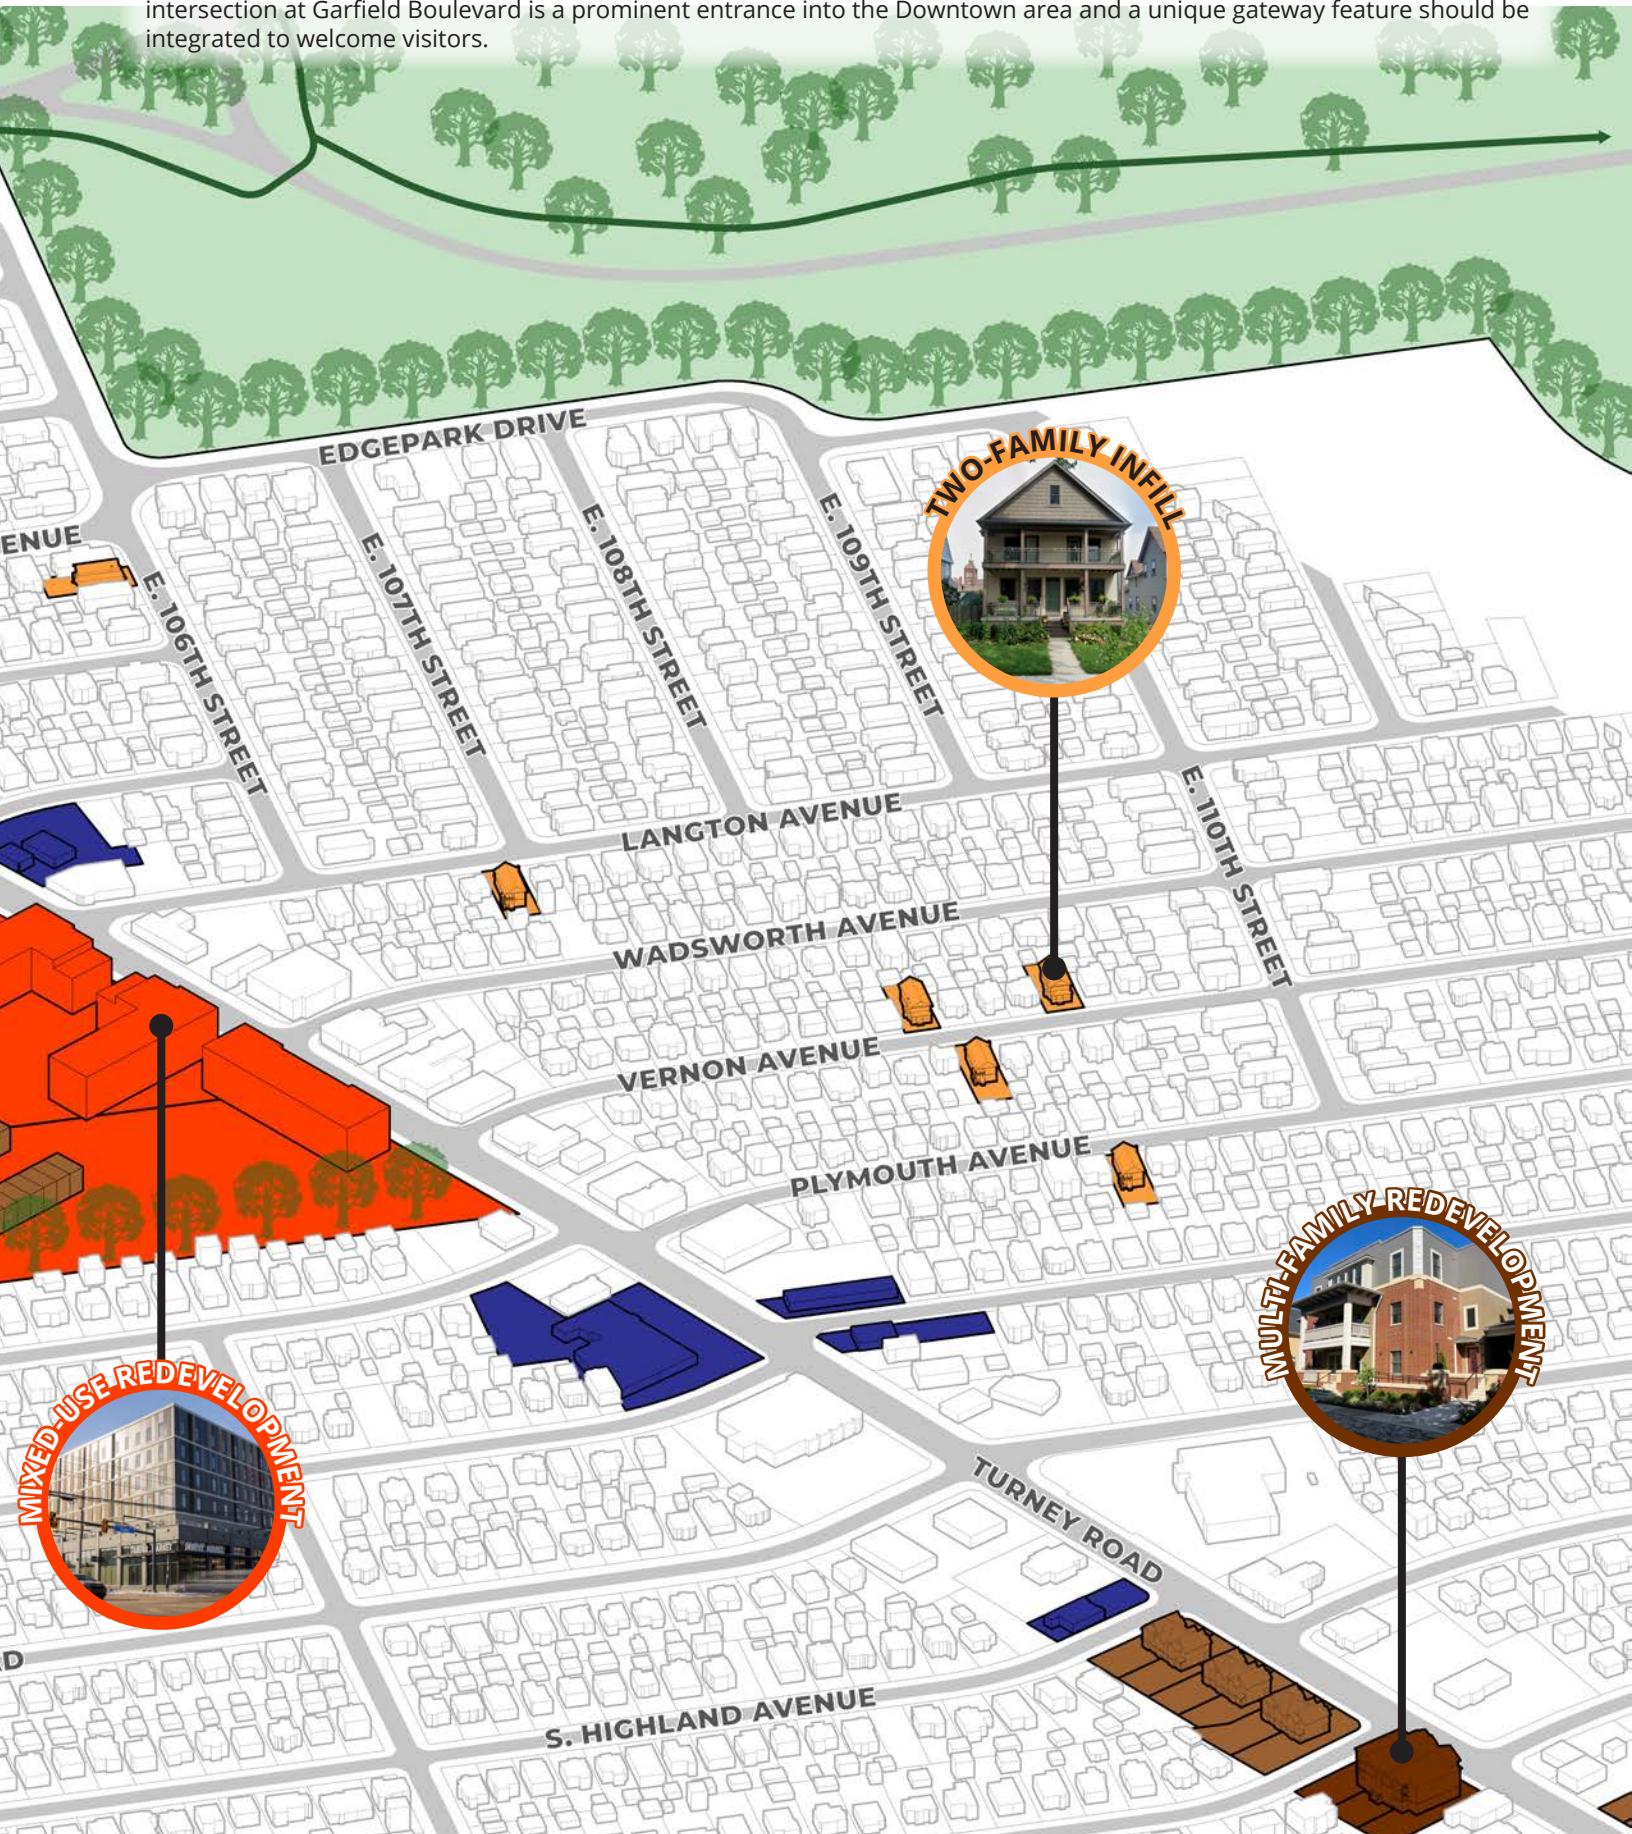 intersection at Garfield Boulevard is a prominent entrance into the Downtown area and a unique gateway feature should be
integrated to welcome visitors.
EDGEPARK DRIVE
TWO-FAMILY INFILL
ENUE
E. 106TH STREET
E. 107TH STREET
E. 108TH STREET
E. 109TH STREET
E. 110TH STREET
LANGTON AVENUE
WADSWORTH AVENUE
VERNON AVENUE
PLYMOUTH AVENUE
MULTI-FAMILY REDEVELOPMENT
MIXED-USE REDEVELOPMENT
TURNEY ROAD
D
S. HIGHLAND AVENUE